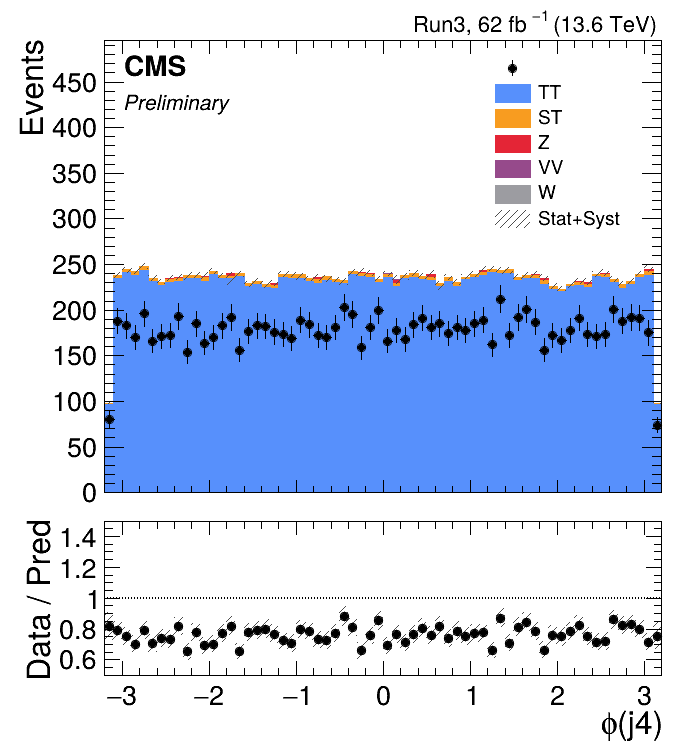 Run3, 62 fb⁻¹ (13.6 TeV)
CMS
Preliminary
Events
450
400
350
300
250
200
150
100
50
0
TT
ST
Z
VV
W
Stat+Syst
Data / Pred
1.4
1.2
1
0.8
0.6
−3 −2 −1 0 1 2 3
ϕ(j4)